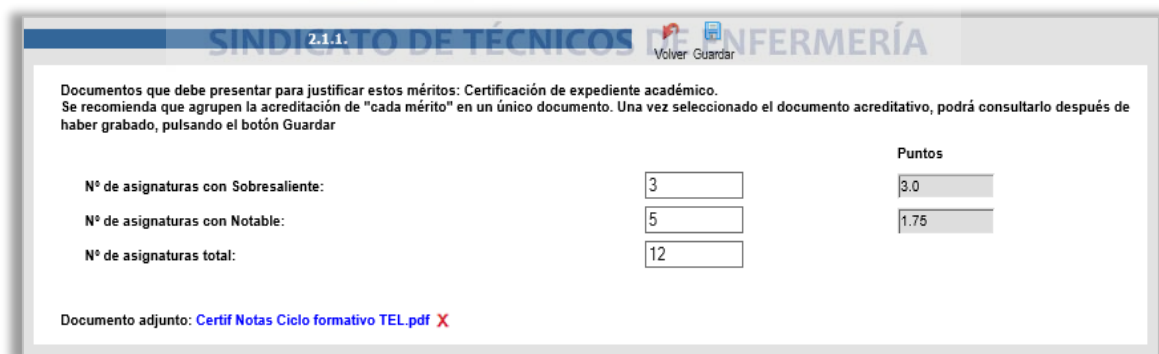 SINDICATO DE TÉCNICOS DE ENFERMERÍA
2.1.1.
Volver Guardar
Documentos que debe presentar para justificar estos méritos: Certificación de expediente académico.
Se recomienda que agrupen la acreditación de "cada mérito" en un único documento. Una vez seleccionado el documento acreditativo, podrá consultarlo después de
haber grabado, pulsando el botón Guardar
Puntos
Nº de asignaturas con Sobresaliente: 3 3.0
Nº de asignaturas con Notable: 5 1.75
Nº de asignaturas total: 12
Documento adjunto: Certif Notas Ciclo formativo TEL.pdf X